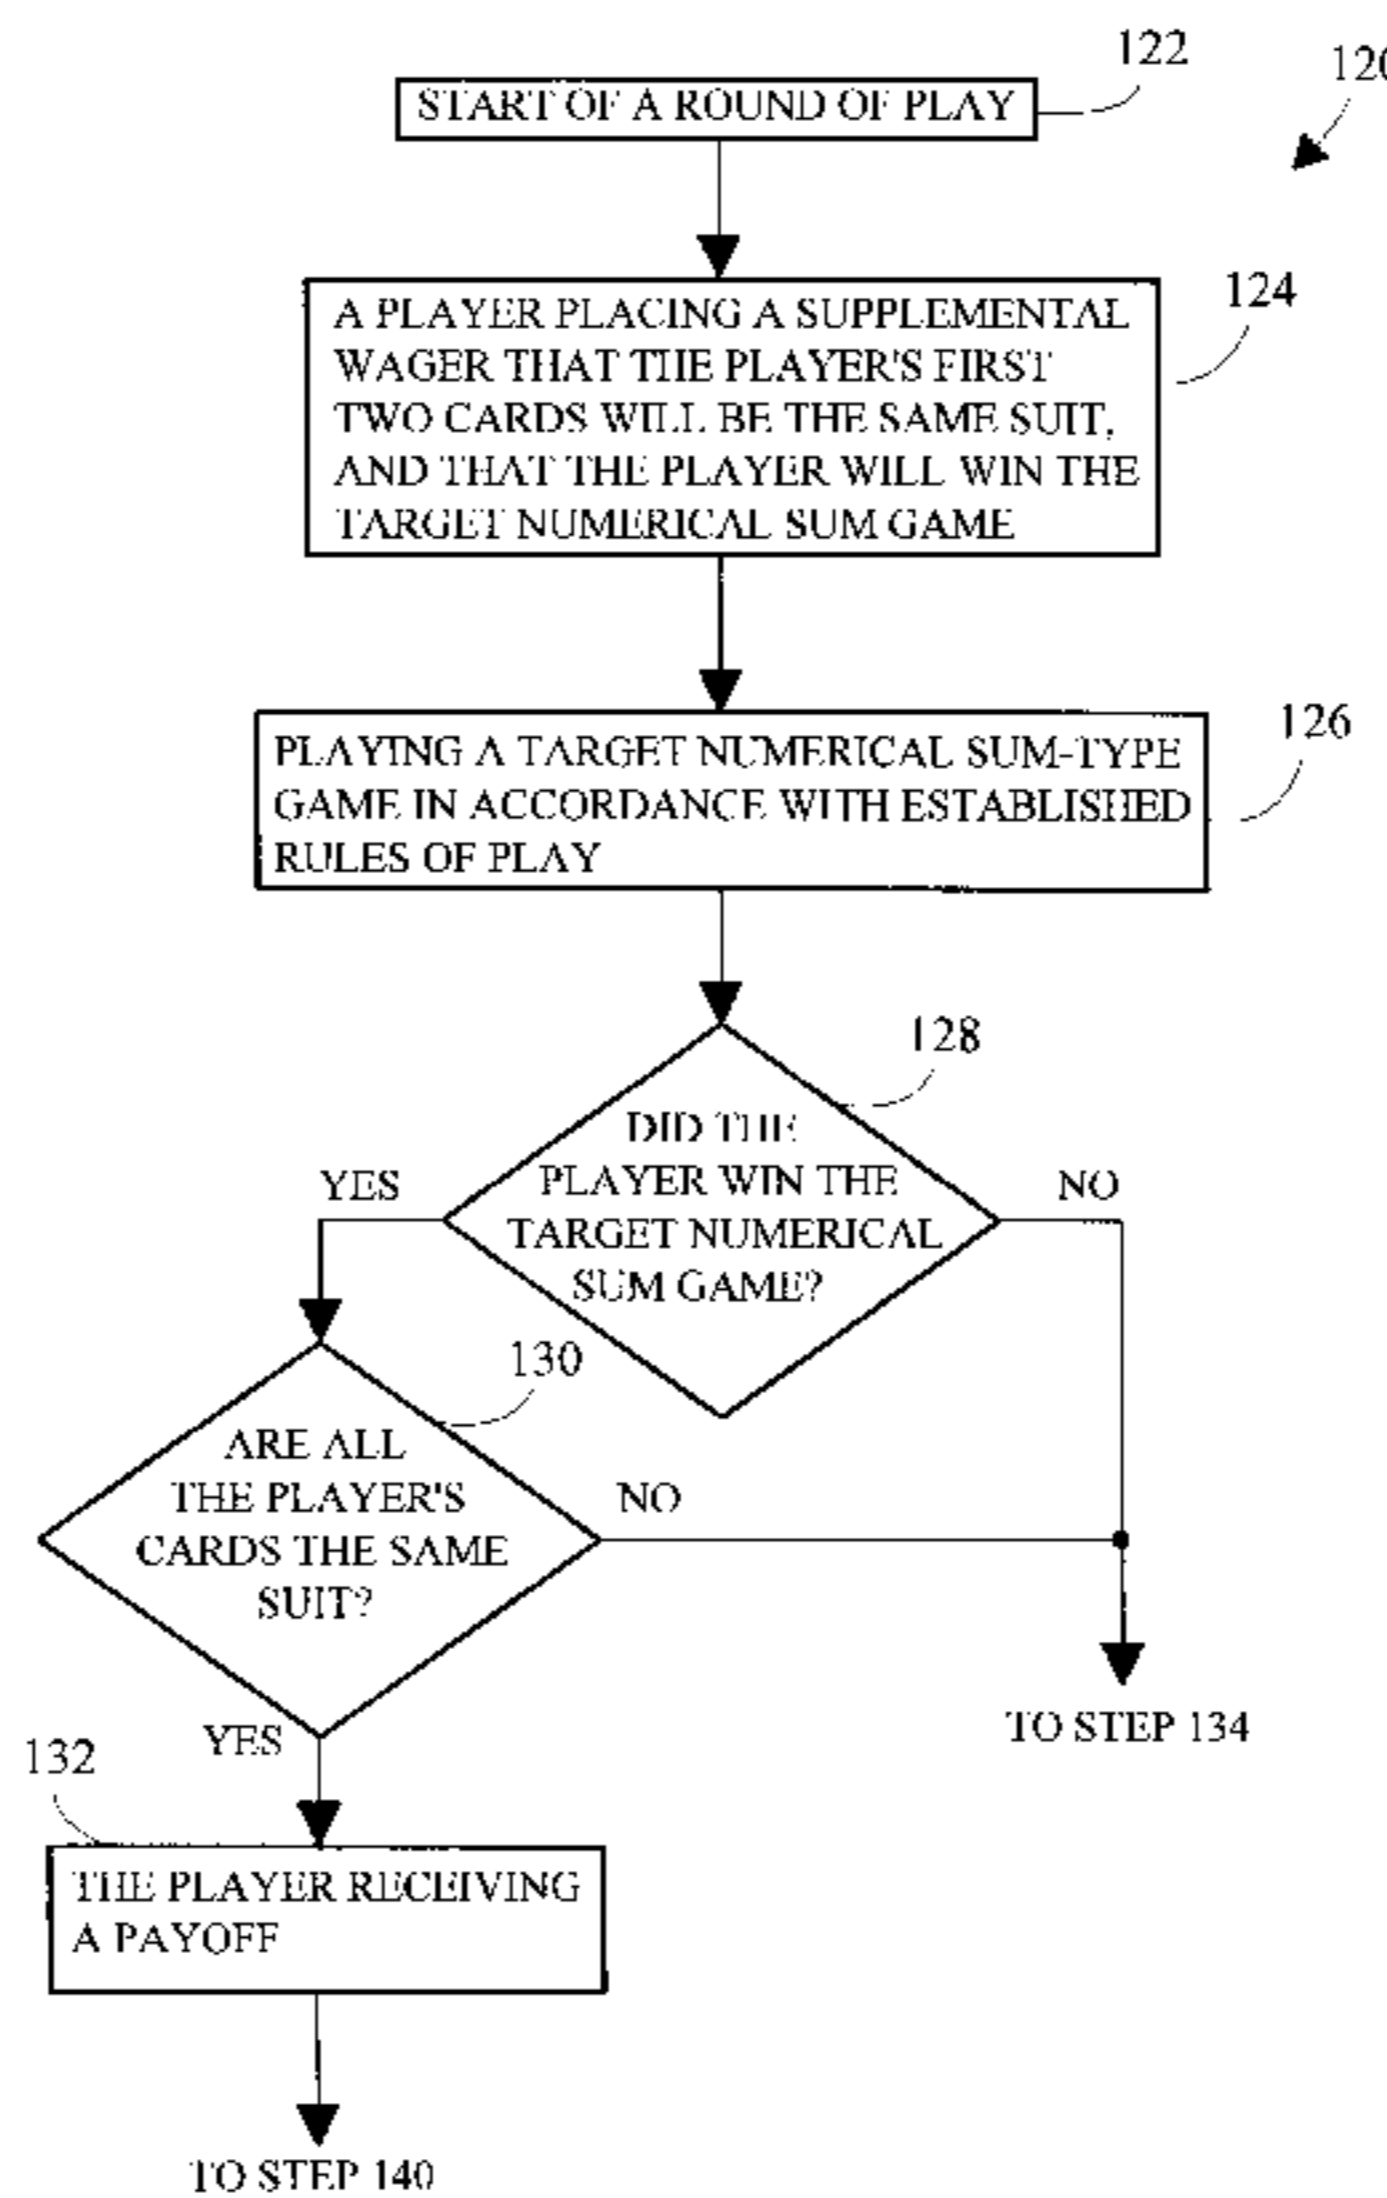 122
120
START OF A ROUND OF PLAY
124
A PLAYER PLACING A SUPPLEMENTAL
WAGER THAT THE PLAYER'S FIRST
TWO CARDS WILL BE THE SAME SUIT,
AND THAT THE PLAYER WILL WIN THE
TARGET NUMERICAL SUM GAME
126
PLAYING A TARGET NUMERICAL SUM-TYPE
GAME IN ACCORDANCE WITH ESTABLISHED
RULES OF PLAY
128
DID THE
PLAYER WIN THE
TARGET NUMERICAL
SUM GAME?
YES
NO
130
ARE ALL
THE PLAYER'S
CARDS THE SAME
SUIT?
NO
YES
TO STEP 134
132
THE PLAYER RECEIVING
A PAYOFF
TO STEP 140